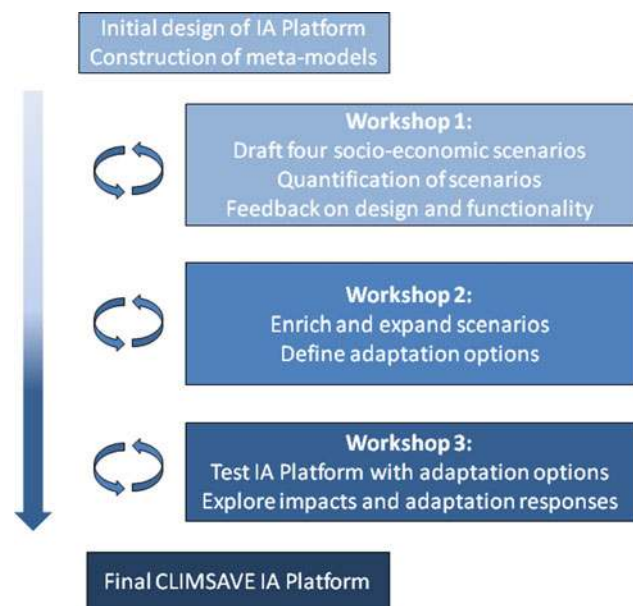 Initial design of IA Platform
Construction of meta-models
Workshop 1:
Draft four socio-economic scenarios
Quantification of scenarios
Feedback on design and functionality
Workshop 2:
Enrich and expand scenarios
Define adaptation options
Workshop 3:
Test IA Platform with adaptation options
Explore impacts and adaptation responses
Final CLIMSAVE IA Platform